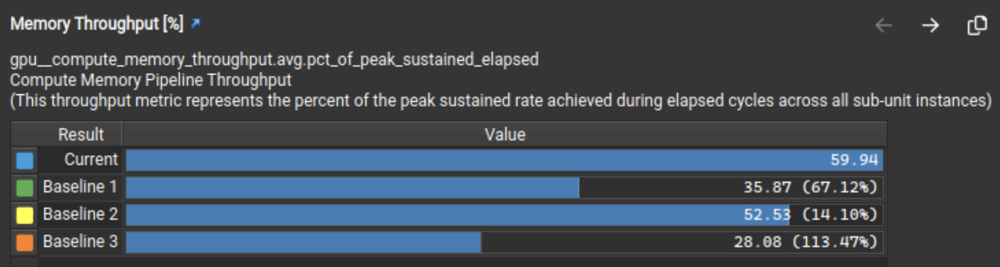 Memory Throughput [%]
gpu__compute_memory_throughput.avg.pct_of_peak_sustained_elapsed
Compute Memory Pipeline Throughput
(This throughput metric represents the percent of the peak sustained rate achieved during elapsed cycles across all sub-unit instances)
Result Value
Current 59.94
Baseline 1 35.87 (67.12%)
Baseline 2 52.53 (14.10%)
Baseline 3 28.08 (113.47%)